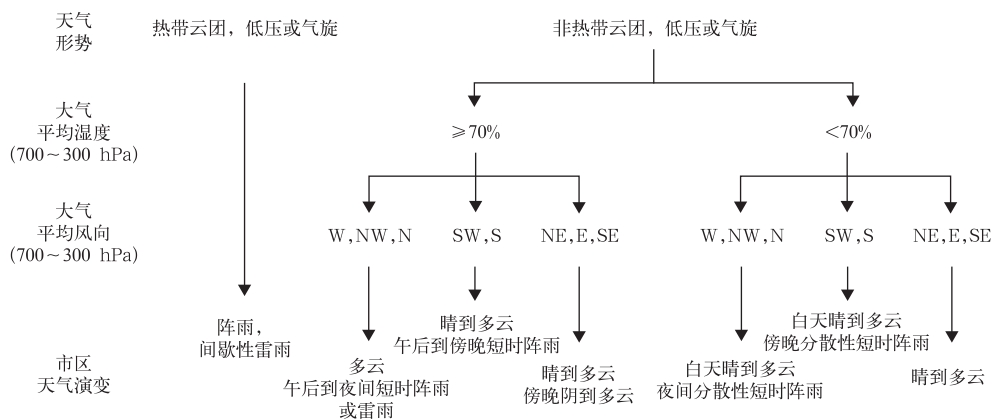 天气
形势
热带云团，低压或气旋
非热带云团，低压或气旋
大气
平均湿度
(700～300 hPa)
≥70%
<70%
大气
平均风向
(700～300 hPa)
W,NW,N
SW,S
NE,E,SE
W,NW,N
SW,S
NE,E,SE
市区
天气演变
阵雨，
间歇性雷雨
多云
午后到夜间短时阵雨
或雷雨
晴到多云
午后到傍晚短时阵雨
晴到多云
傍晚阴到多云
白天晴到多云
夜间分散性短时阵雨
白天晴到多云
傍晚分散性短时阵雨
晴到多云